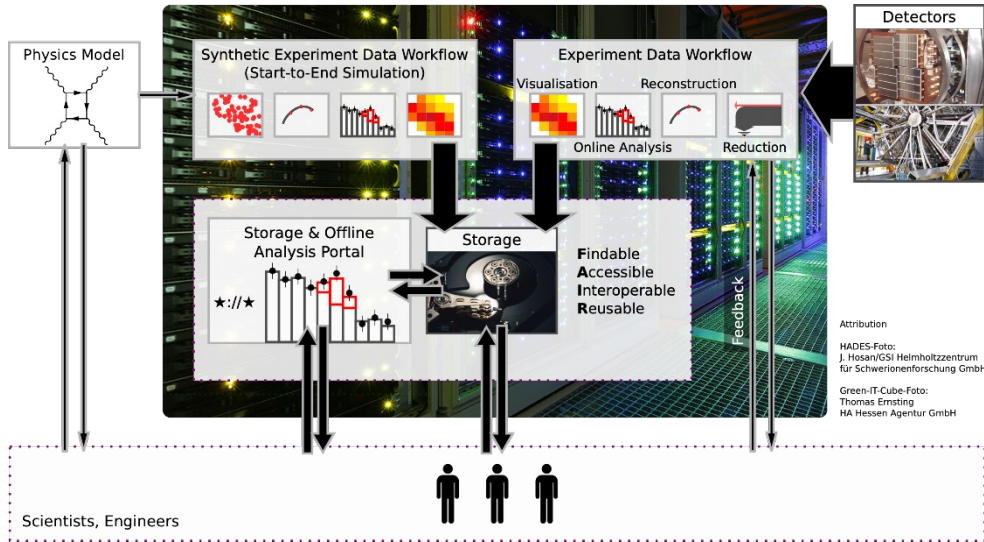 Physics Model
Synthetic Experiment Data Workflow
(Start-to-End Simulation)
Experiment Data Workflow
Visualisation
Reconstruction
Online Analysis
Reduction
Detectors
Storage & Offline
Analysis Portal
★://★
Storage
Findable
Accessible
Interoperable
Reusable
Feedback
Attribution
HADES-Foto:
J. Hosan/GSI Helmholtzzentrum
für Schwerionenforschung GmbH
Green-IT-Cube-Foto:
Thomas Ernsting
HA Hessen Agentur GmbH
Scientists, Engineers